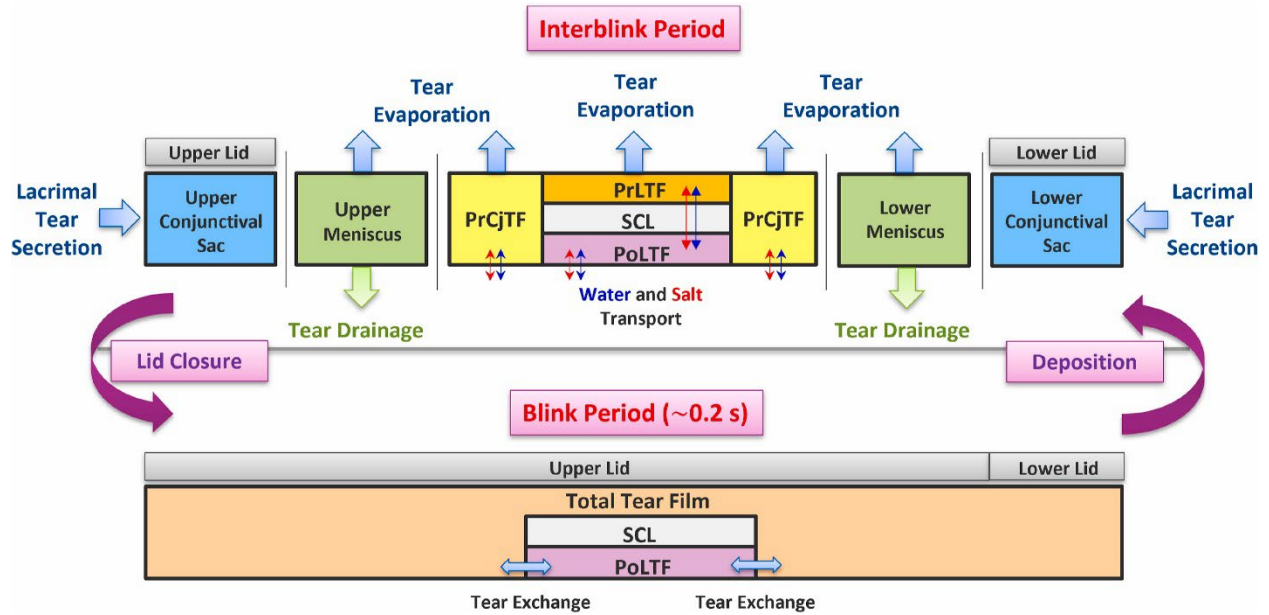 Interblink Period
Tear
Evaporation
Tear
Evaporation
Tear
Evaporation
Upper Lid
Lower Lid
Lacrimal
Tear
Secretion
Upper
Conjunctival
Sac
Upper
Meniscus
PrCjTF
PrLTF
SCL
PoLTF
PrCjTF
Lower
Meniscus
Lower
Conjunctival
Sac
Lacrimal
Tear
Secretion
Water and Salt
Transport
Tear Drainage
Tear Drainage
Lid Closure
Deposition
Blink Period (~0.2 s)
Upper Lid
Lower Lid
Total Tear Film
SCL
PoLTF
Tear Exchange
Tear Exchange